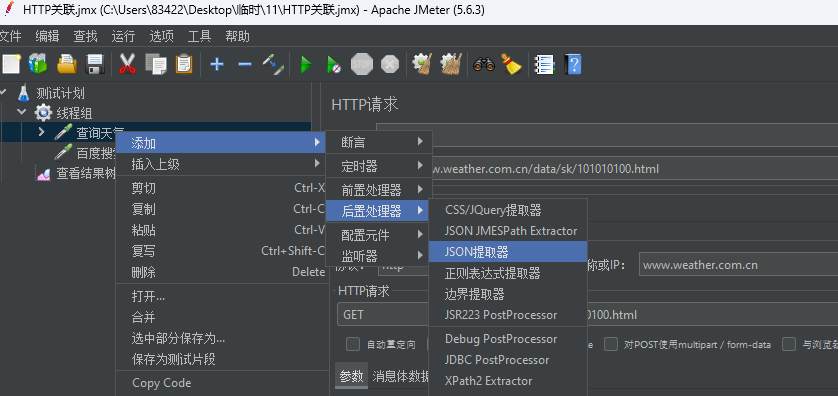 HTTP关联.jmx (C:\Users\83422\Desktop\临时\11\HTTP关联.jmx) - Apache JMeter (5.6.3)
文件 编辑 查找 运行 选项 工具 帮助
STOP
测试计划
线程组
查询天气
百度搜索
查看结果树
HTTP请求
添加
插入上级
剪切 Ctrl-X
复制 Ctrl-C
粘贴 Ctrl-V
复写 Ctrl+Shift-C
删除 Delete
打开...
合并
选中部分保存为...
保存为测试片段
Copy Code
断言
定时器
前置处理器
后置处理器
配置元件
监听器
CSS/JQuery提取器
JSON JMESPath Extractor
JSON提取器
正则表达式提取器
边界提取器
JSR223 PostProcessor
Debug PostProcessor
JDBC PostProcessor
XPath2 Extractor
w.weather.com.cn/data/sk/101010100.html
协议: http
称或IP: www.weather.com.cn
HTTP请求
GET
00.html
自动重定向
e
对POST使用multipart / form-data
与浏览
参数 消息体数据